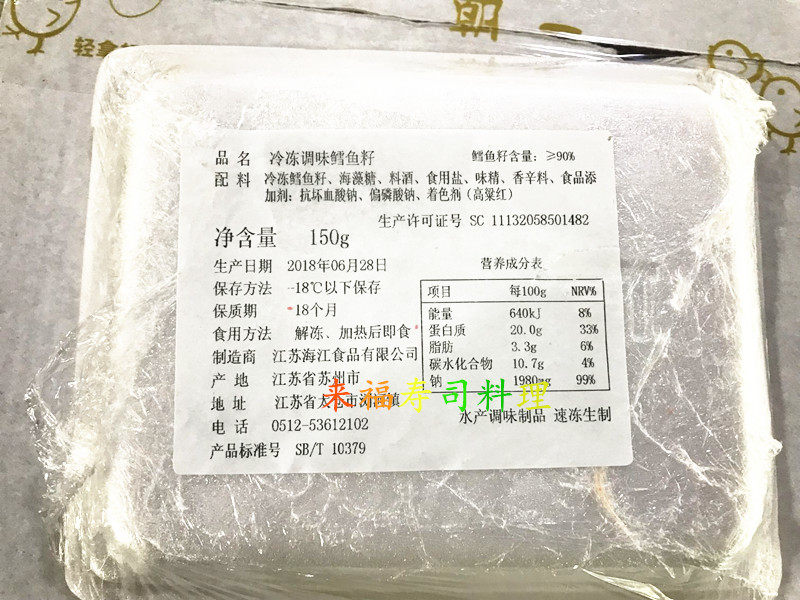 轻食
品 名 冷冻调味鳕鱼籽 鳕鱼籽含量：≥90%
配 料 冷冻鳕鱼籽、海藻糖、料酒、食用盐、味精、香辛料、食品添
加剂：抗坏血酸钠、偏磷酸钠、着色剂（高粱红）
生产许可证号 SC 11132058501482
净含量 150g
生产日期 2018年06月28日
保存方法 -18℃以下保存
保质期 18个月
食用方法 解冻、加热后即食
制造商 江苏海江食品有限公司
产 地 江苏省苏州市
地 址 江苏省太仓市浏河镇
电 话 0512-53612102
产品标准号 SB/T 10379
营养成分表
项目 每100g NRV%
能量 640kJ 8%
蛋白质 20.0g 33%
脂肪 3.3g 6%
碳水化合物 10.7g 4%
钠 1980mg 99%
水产调味制品 速冻生制
来福寿司料理